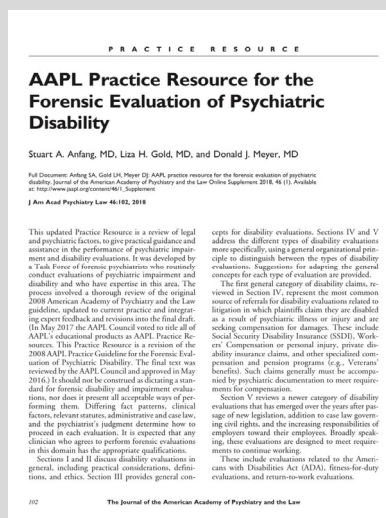 PRACTICE RESOURCE
AAPL Practice Resource for the
Forensic Evaluation of Psychiatric
Disability
Stuart A. Anfang, MD, Liza H. Gold, MD, and Donald J. Meyer, MD
Full Document: Anfang SA, Gold LH, Meyer DJ: AAPL practice resource for the forensic evaluation of psychiatric
disability. Journal of the American Academy of Psychiatry and the Law Online Supplement 2018, 46 (1). Available
at: http://www.jaapl.org/content/46/1_Supplement
J Am Acad Psychiatry Law 46:102, 2018
This updated Practice Resource is a review of legal
and psychiatric factors, to give practical guidance and
assistance in the performance of psychiatric impair-
ment and disability evaluations. It was developed by
a Task Force of forensic psychiatrists who routinely
conduct evaluations of psychiatric impairment and
disability and who have expertise in this area. The
process involved a thorough review of the original
2008 American Academy of Psychiatry and the Law
guideline, updated to current practice and integrat-
ing expert feedback and revisions into the final draft.
(In May 2017 the AAPL Council voted to title all of
AAPL's educational products as AAPL Practice Re-
sources. This Practice Resource is a revision of the
2008 AAPL Practice Guideline for the Forensic Eval-
uation of Psychiatric Disability. The final text was
reviewed by the AAPL Council and approved in May
2016.) It should not be construed as dictating a stan-
dard for forensic disability and impairment evalua-
tions, nor does it present all acceptable ways of per-
forming them. Differing fact patterns, clinical
factors, relevant statutes, administrative and case law,
and the psychiatrist's judgment determine how to
proceed in each evaluation. It is expected that any
clinician who agrees to perform forensic evaluations
in this domain has the appropriate qualifications.
Sections I and II discuss disability evaluations in
general, including practical considerations, defini-
tions, and ethics. Section III provides general con-
cepts for disability evaluations. Sections IV and V
address the different types of disability evaluations
more specifically, using a general organizational prin-
ciple to distinguish between the types of disability
evaluations. Suggestions for adapting the general
concepts for each type of evaluation are provided.
The first general category of disability claims, re-
viewed in Section IV, represent the most common
source of referrals for disability evaluations related to
litigation in which plaintiffs claim they are disabled
as a result of psychiatric illness or injury and are
seeking compensation for damages. These include
Social Security Disability Insurance (SSDI), Work-
ers' Compensation or personal injury, private dis-
ability insurance claims, and other specialized com-
pensation and pension programs (e.g., Veterans'
benefits). Such claims generally must be accompa-
nied by psychiatric documentation to meet require-
ments for compensation.
Section V reviews a newer category of disability
evaluations that has emerged over the years after pas-
sage of new legislation, addition to case law govern-
ing civil rights, and the increasing responsibilities of
employers toward their employees. Broadly speak-
ing, these evaluations are designed to meet require-
ments to continue working.
These include evaluations related to the Ameri-
cans with Disabilities Act (ADA), fitness-for-duty
evaluations, and return-to-work evaluations.
102 The Journal of the American Academy of Psychiatry and the Law